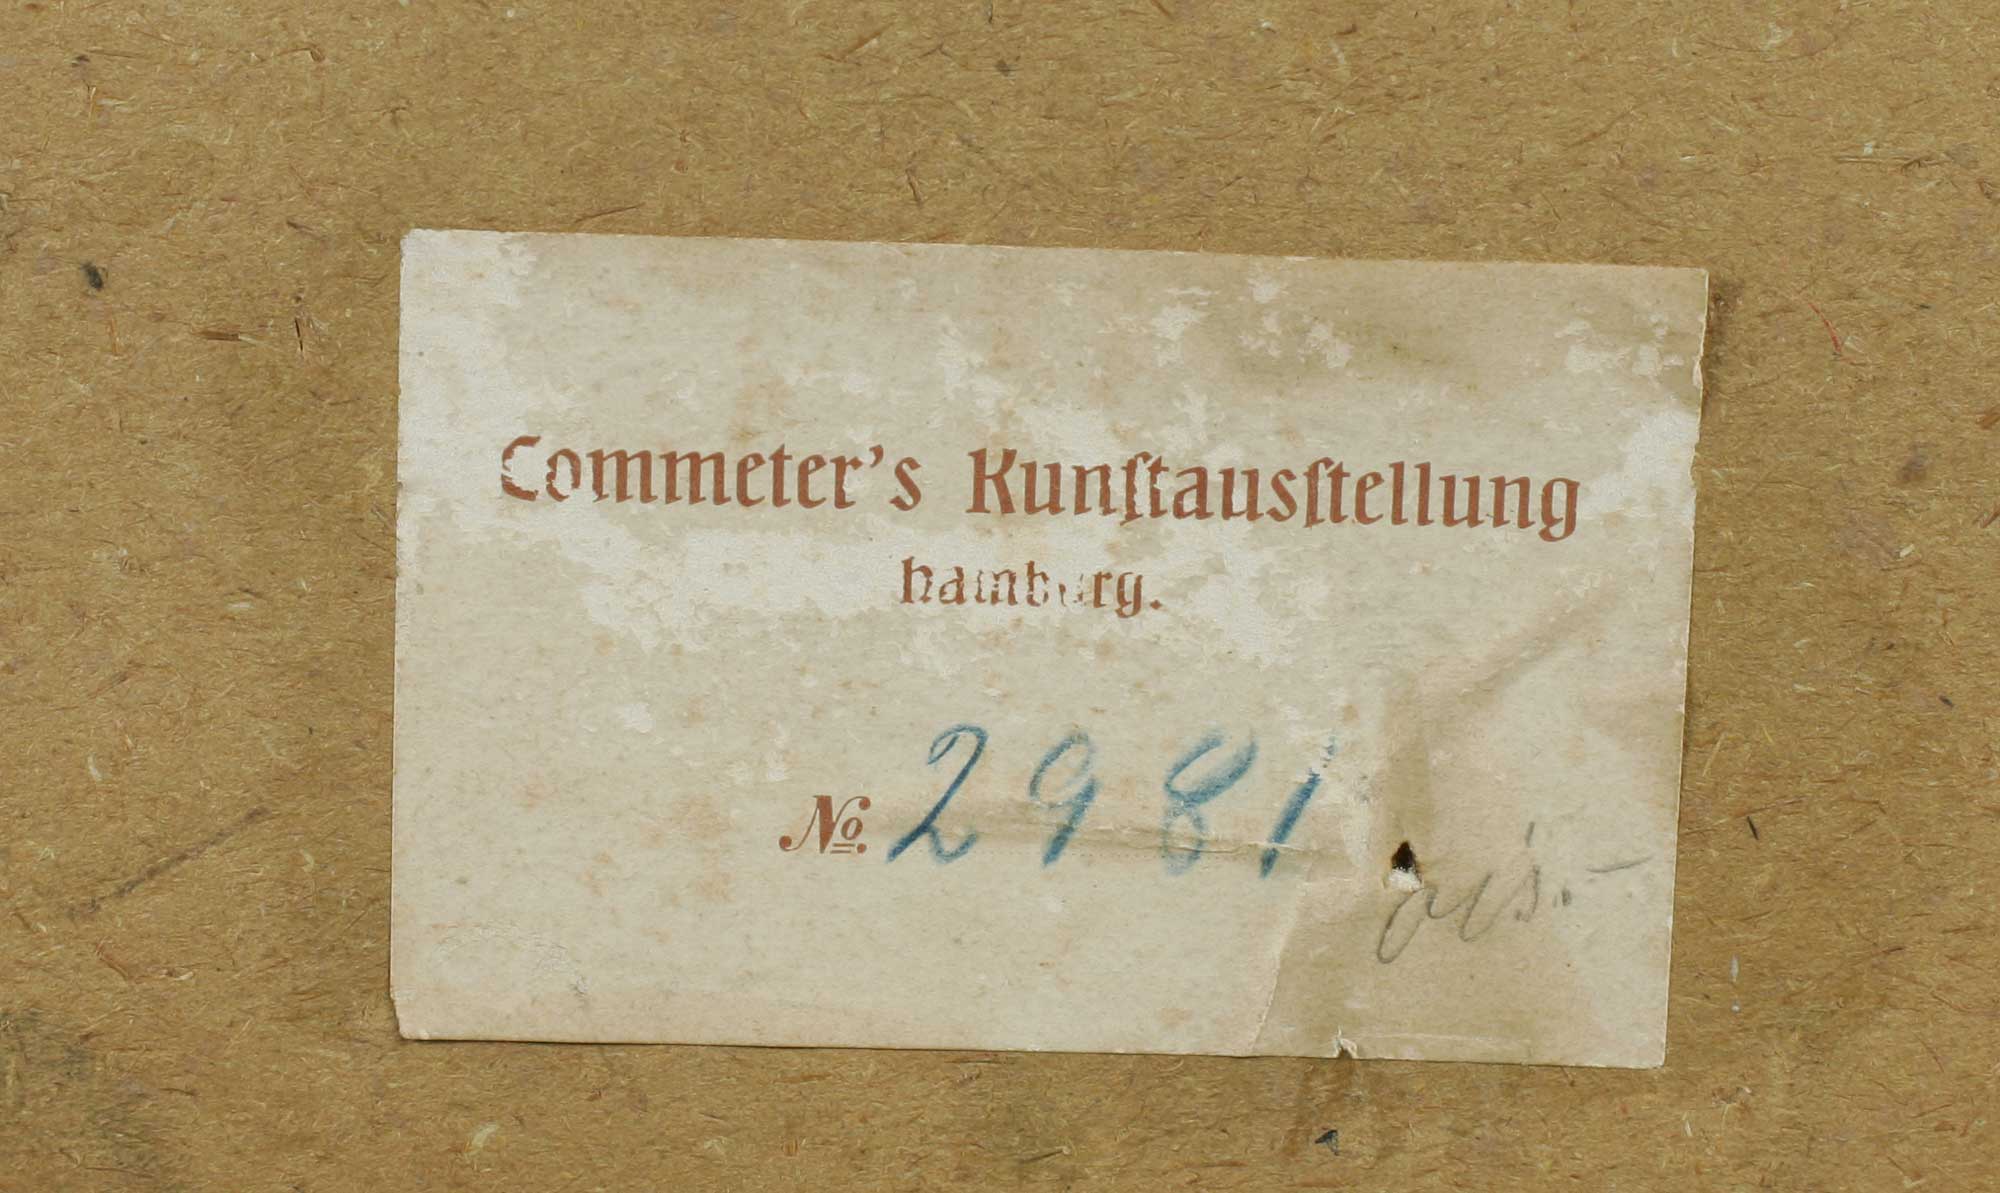 Commeter's Kunſtausſtellung
Hamburg.
No. 2981